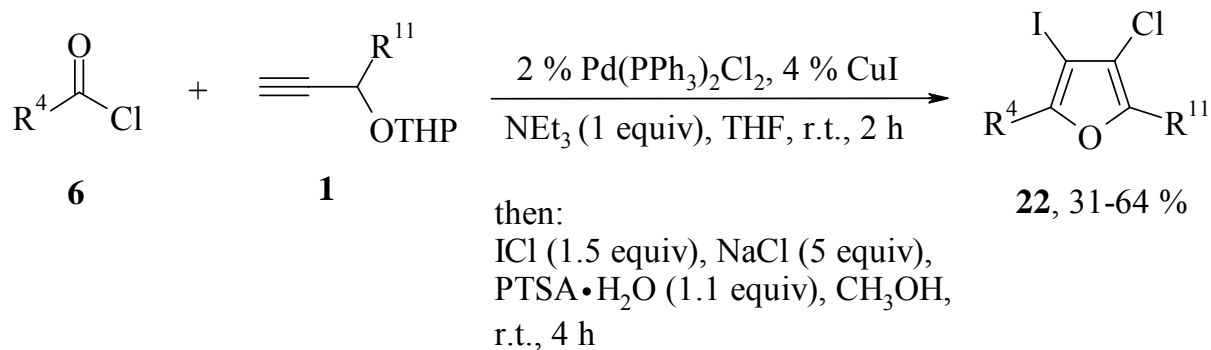 O
R⁴ Cl
6
+
R¹¹
OTHP
1
2 % Pd(PPh₃)₂Cl₂, 4 % CuI
NEt₃ (1 equiv), THF, r.t., 2 h
then:
ICl (1.5 equiv), NaCl (5 equiv),
PTSA•H₂O (1.1 equiv), CH₃OH,
r.t., 4 h
I Cl
R⁴ O R¹¹
22, 31-64 %